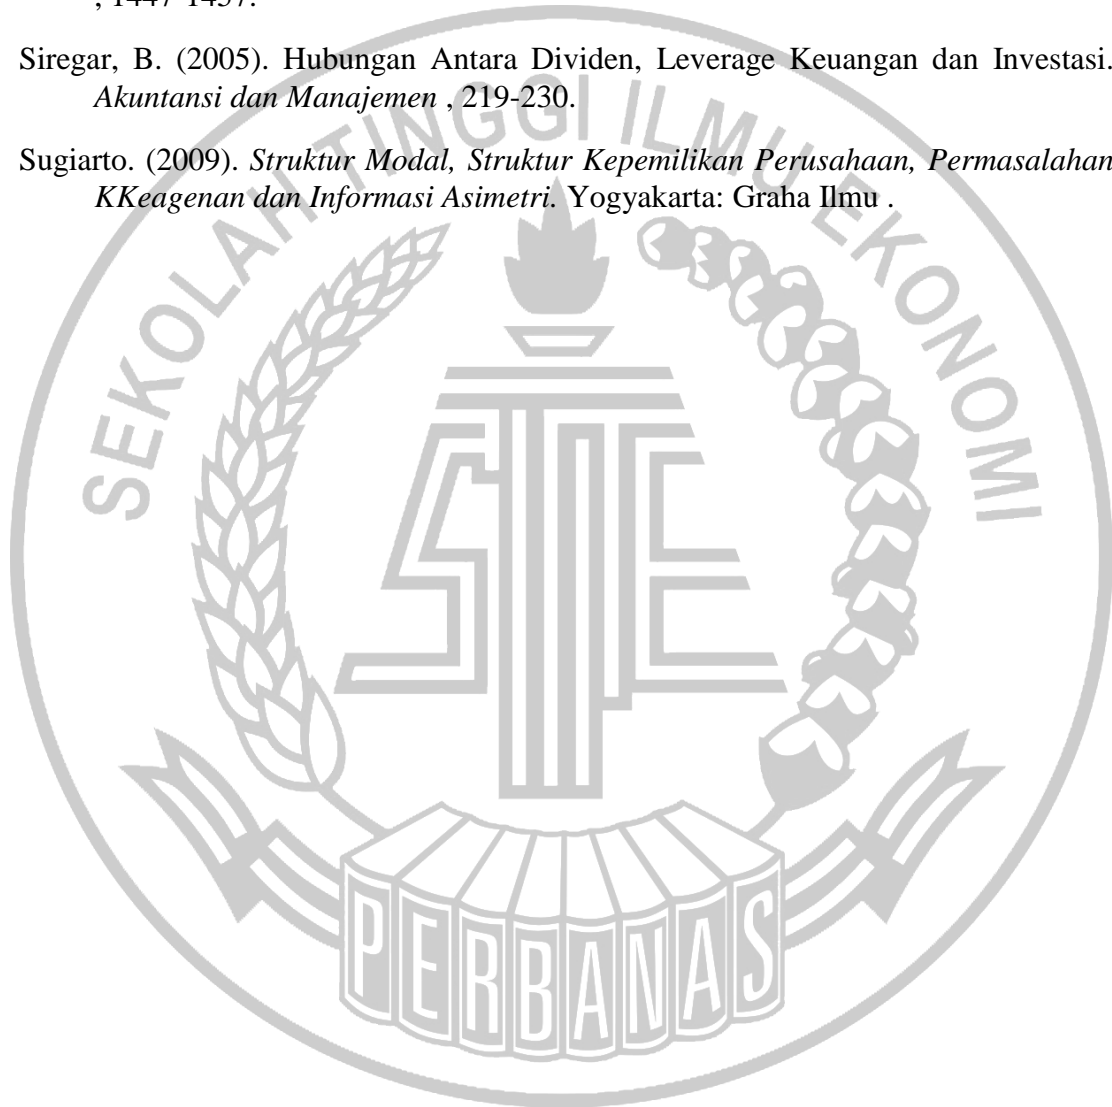 , 1447-1457.
Siregar, B. (2005). Hubungan Antara Dividen, Leverage Keuangan dan Investasi.
Akuntansi dan Manajemen , 219-230.
Sugiarto. (2009). Struktur Modal, Struktur Kepemilikan Perusahaan, Permasalahan
KKeagenan dan Informasi Asimetri. Yogyakarta: Graha Ilmu .
SEKOLAH TINGGI ILMU EKONOMI
STIE
PERBANAS